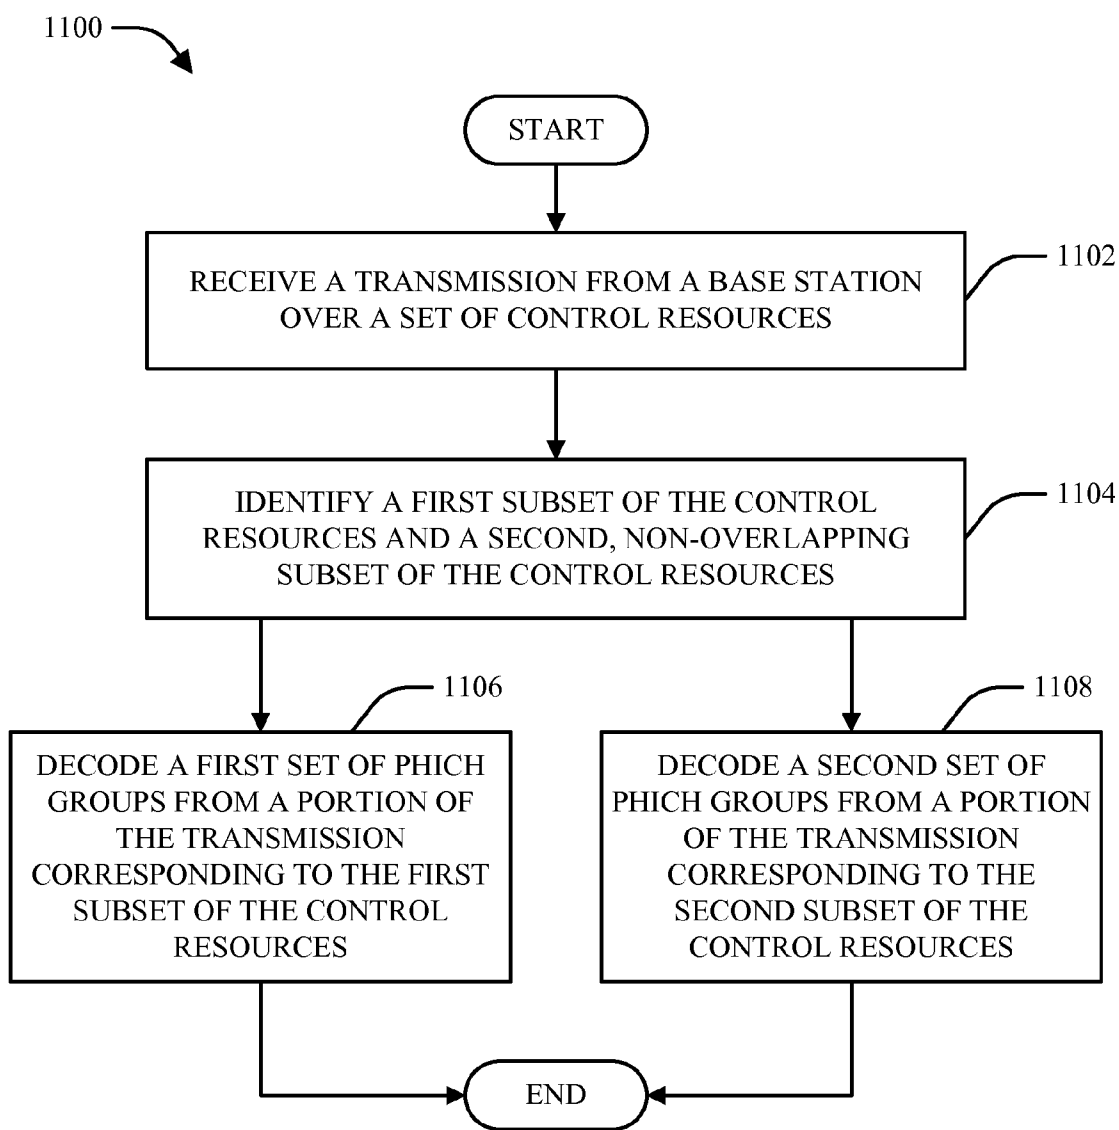 1100
START
RECEIVE A TRANSMISSION FROM A BASE STATION
OVER A SET OF CONTROL RESOURCES
1102
IDENTIFY A FIRST SUBSET OF THE CONTROL
RESOURCES AND A SECOND, NON-OVERLAPPING
SUBSET OF THE CONTROL RESOURCES
1104
1106
DECODE A FIRST SET OF PHICH
GROUPS FROM A PORTION OF
THE TRANSMISSION
CORRESPONDING TO THE FIRST
SUBSET OF THE CONTROL
RESOURCES
1108
DECODE A SECOND SET OF
PHICH GROUPS FROM A PORTION
OF THE TRANSMISSION
CORRESPONDING TO THE
SECOND SUBSET OF THE
CONTROL RESOURCES
END